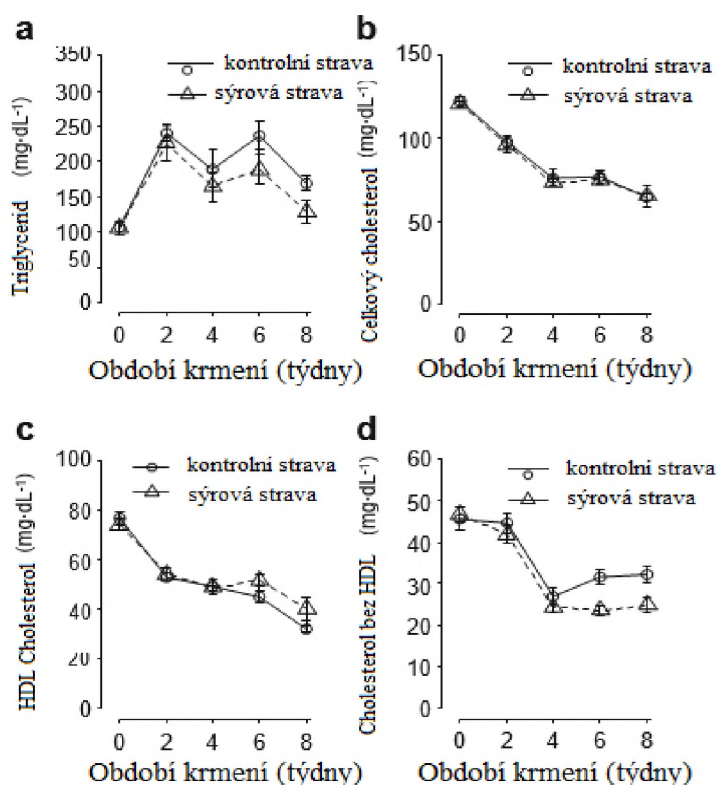 a
350
300
250
200
150
100
50
0
Triglycerid (mg·dL⁻¹)
kontrolní strava
sýrová strava
0 2 4 6 8
Období krmení (týdny)
b
150
100
50
0
Celkový cholesterol (mg·dL⁻¹)
kontrolní strava
sýrová strava
0 2 4 6 8
Období krmení (týdny)
c
100
80
60
40
20
0
HDL Cholesterol (mg·dL⁻¹)
kontrolní strava
sýrová strava
0 2 4 6 8
Období krmení (týdny)
d
60
50
40
30
20
10
0
Cholesterol bez HDL (mg·dL⁻¹)
kontrolní strava
sýrová strava
0 2 4 6 8
Období krmení (týdny)